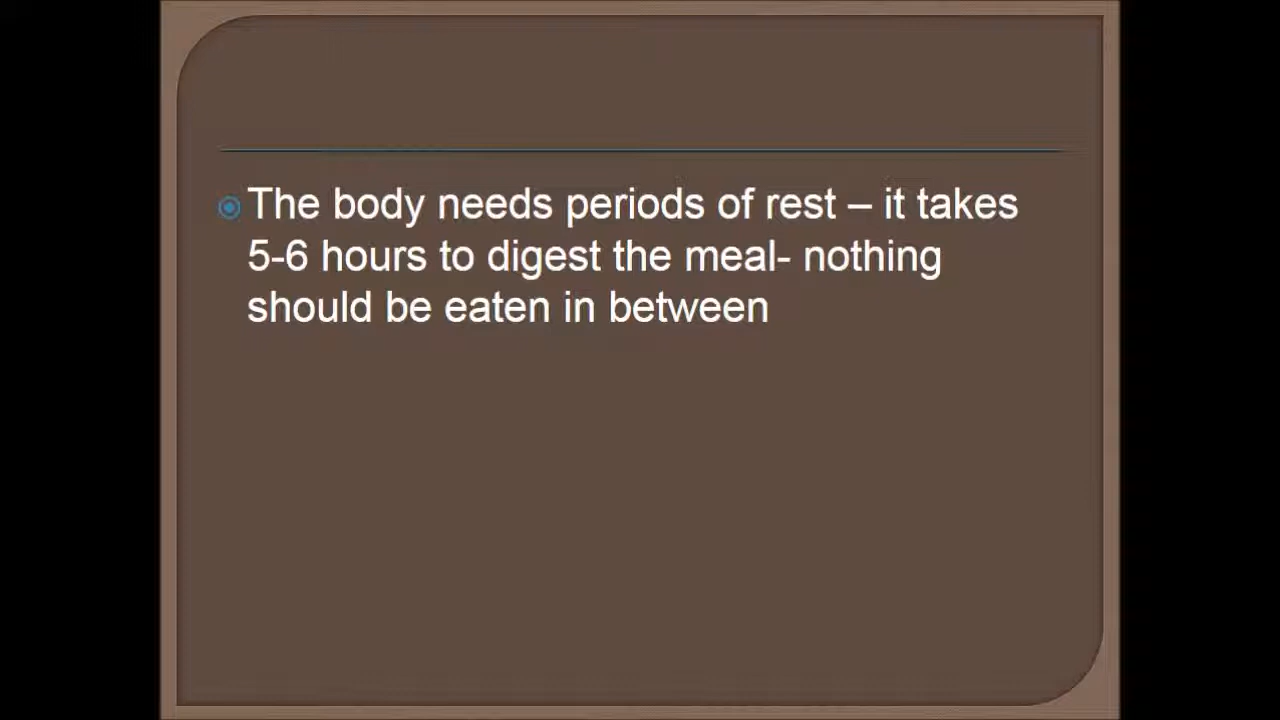 The body needs periods of rest – it takes
5-6 hours to digest the meal- nothing
should be eaten in between